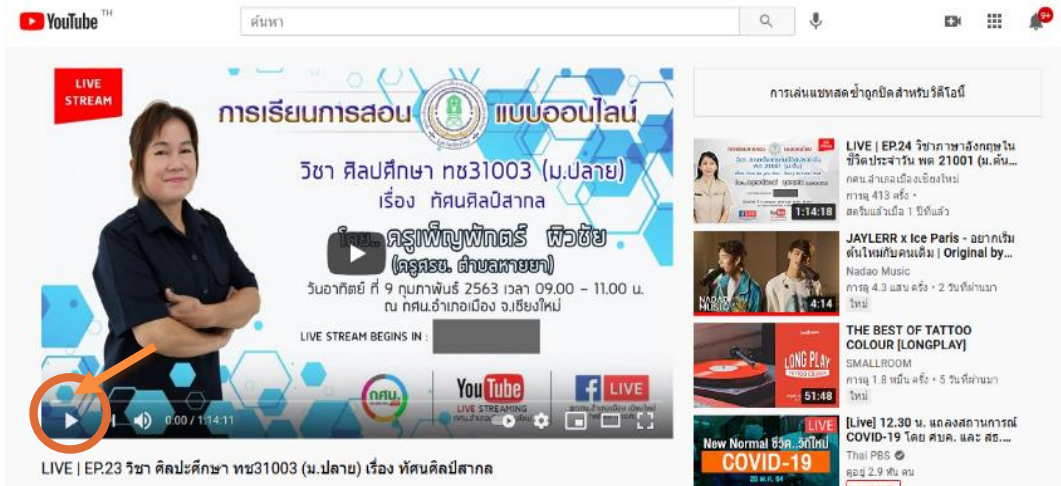 YouTube TH
ค้นหา
9+
LIVE
STREAM
การเรียนการสอน แบบออนไลน์
วิชา ศิลปศึกษา ทช31003 (ม.ปลาย)
เรื่อง ทัศนศิลป์สากล
โดย.. ครูเพ็ญพักตร์ ผิวชัย
(ครูศรช. ตำบลหายยา)
วันอาทิตย์ ที่ 9 กุมภาพันธ์ 2563 เวลา 09.00 - 11.00 น.
ณ กศน.อำเภอเมือง จ.เชียงใหม่
LIVE STREAM BEGINS IN :
กศน.
YouTube
LIVE STREAMING
f LIVE
0:00 / 1:14:11
LIVE | EP.23 วิชา ศิลปะศึกษา ทช31003 (ม.ปลาย) เรื่อง ทัศนศิลป์สากล
การเล่นแชทสดซ้ำถูกปิดสำหรับวิดีโอนี้
1:14:18
LIVE | EP.24 วิชาภาษาอังกฤษใน
ชีวิตประจำวัน พต 21001 (ม.ต้น...
กศน.อำเภอเมืองเชียงใหม่
การดู 413 ครั้ง •
สตรีมแล้วเมื่อ 1 ปีที่แล้ว
NADAO
MUSIC
4:14
JAYLERR x Ice Paris - อยากเริ่ม
ต้นใหม่กับคนเดิม | Original by...
Nadao Music
การดู 4.3 แสน ครั้ง • 2 วันที่ผ่านมา
ใหม่
LONG PLAY
TATTOO COLOUR
51:48
THE BEST OF TATTOO
COLOUR [LONGPLAY]
SMALLROOM
การดู 1.8 หมื่น ครั้ง • 5 วันที่ผ่านมา
ใหม่
LIVE
New Normal ชีวิต..วิถีใหม่
COVID-19
26 พ.ค. 64
[Live] 12.30 น. แถลงสถานการณ์
COVID-19 โดย ศบค. และ สธ....
Thai PBS
ดูอยู่ 2.9 พัน คน